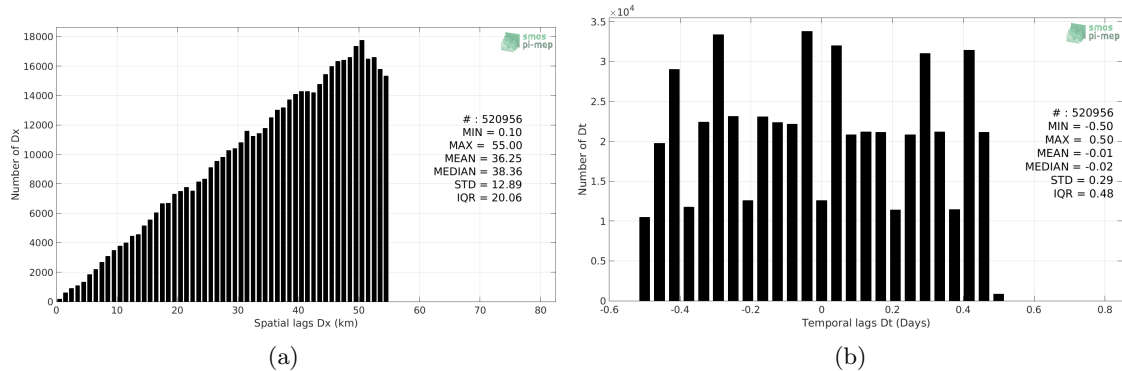 18000
16000
14000
12000
10000
8000
6000
4000
2000
0
Number of Dx
0 10 20 30 40 50 60 70 80
Spatial lags Dx (km)
smos
pi-mep
# : 520956
MIN = 0.10
MAX = 55.00
MEAN = 36.25
MEDIAN = 38.36
STD = 12.89
IQR = 20.06
(a)
×10⁴
3.5
3
2.5
2
1.5
1
0.5
0
Number of Dt
-0.6 -0.4 -0.2 0 0.2 0.4 0.6 0.8
Temporal lags Dt (Days)
smos
pi-mep
# : 520956
MIN = -0.50
MAX = 0.50
MEAN = -0.01
MEDIAN = -0.02
STD = 0.29
IQR = 0.48
(b)